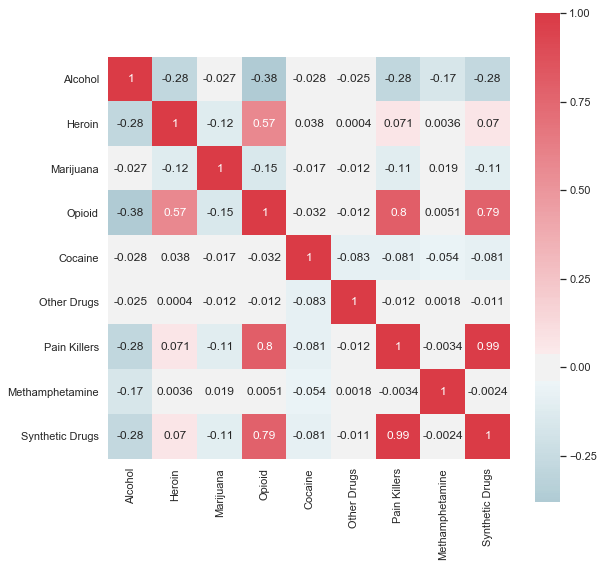 Alcohol 1 -0.28 -0.027 -0.38 -0.028 -0.025 -0.28 -0.17 -0.28
Heroin -0.28 1 -0.12 0.57 0.038 0.0004 0.071 0.0036 0.07
Marijuana -0.027 -0.12 1 -0.15 -0.017 -0.012 -0.11 0.019 -0.11
Opioid -0.38 0.57 -0.15 1 -0.032 -0.012 0.8 0.0051 0.79
Cocaine -0.028 0.038 -0.017 -0.032 1 -0.083 -0.081 -0.054 -0.081
Other Drugs -0.025 0.0004 -0.012 -0.012 -0.083 1 -0.012 0.0018 -0.011
Pain Killers -0.28 0.071 -0.11 0.8 -0.081 -0.012 1 -0.0034 0.99
Methamphetamine -0.17 0.0036 0.019 0.0051 -0.054 0.0018 -0.0034 1 -0.0024
Synthetic Drugs -0.28 0.07 -0.11 0.79 -0.081 -0.011 0.99 -0.0024 1
Alcohol
Heroin
Marijuana
Opioid
Cocaine
Other Drugs
Pain Killers
Methamphetamine
Synthetic Drugs
1.00
0.75
0.50
0.25
0.00
-0.25